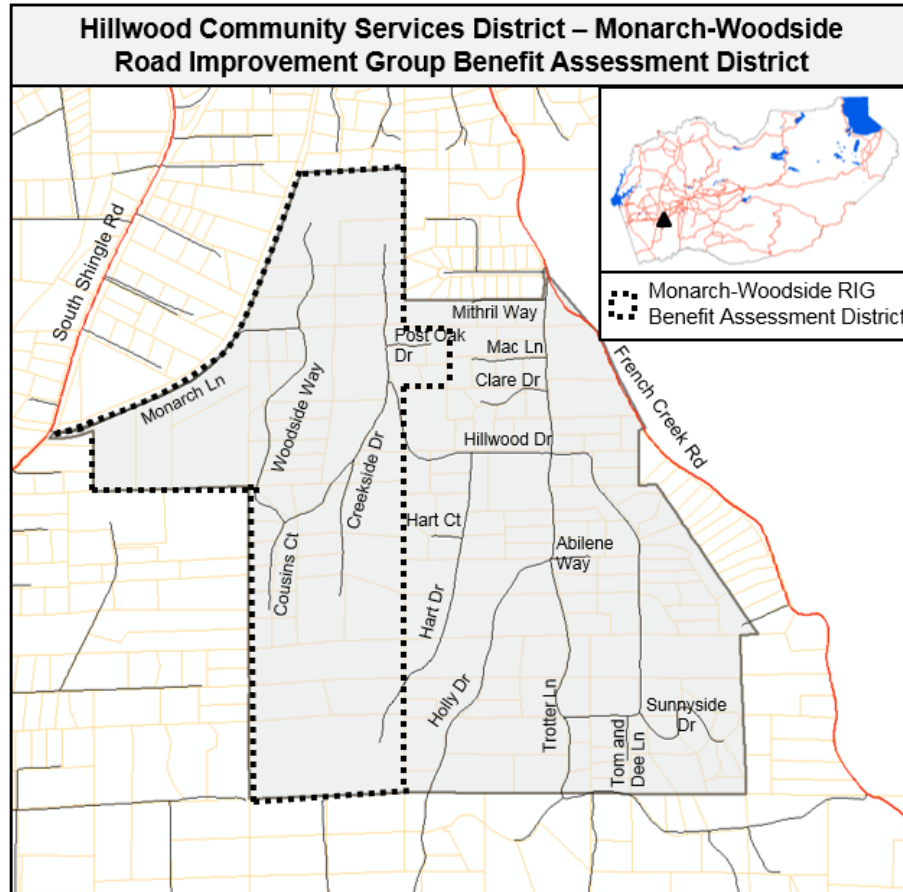 Hillwood Community Services District – Monarch-Woodside
Road Improvement Group Benefit Assessment District
South Shingle Rd
Monarch-Woodside RIG
Benefit Assessment District
Mithril Way
Post Oak
Dr
Mac Ln
Clare Dr
French Creek Rd
Monarch Ln
Woodside Way
Creekside Dr
Hillwood Dr
Hart Ct
Abilene
Way
Cousins Ct
Hart Dr
Holly Dr
Trotter Ln
Sunnyside
Dr
Tom and
Dee Ln